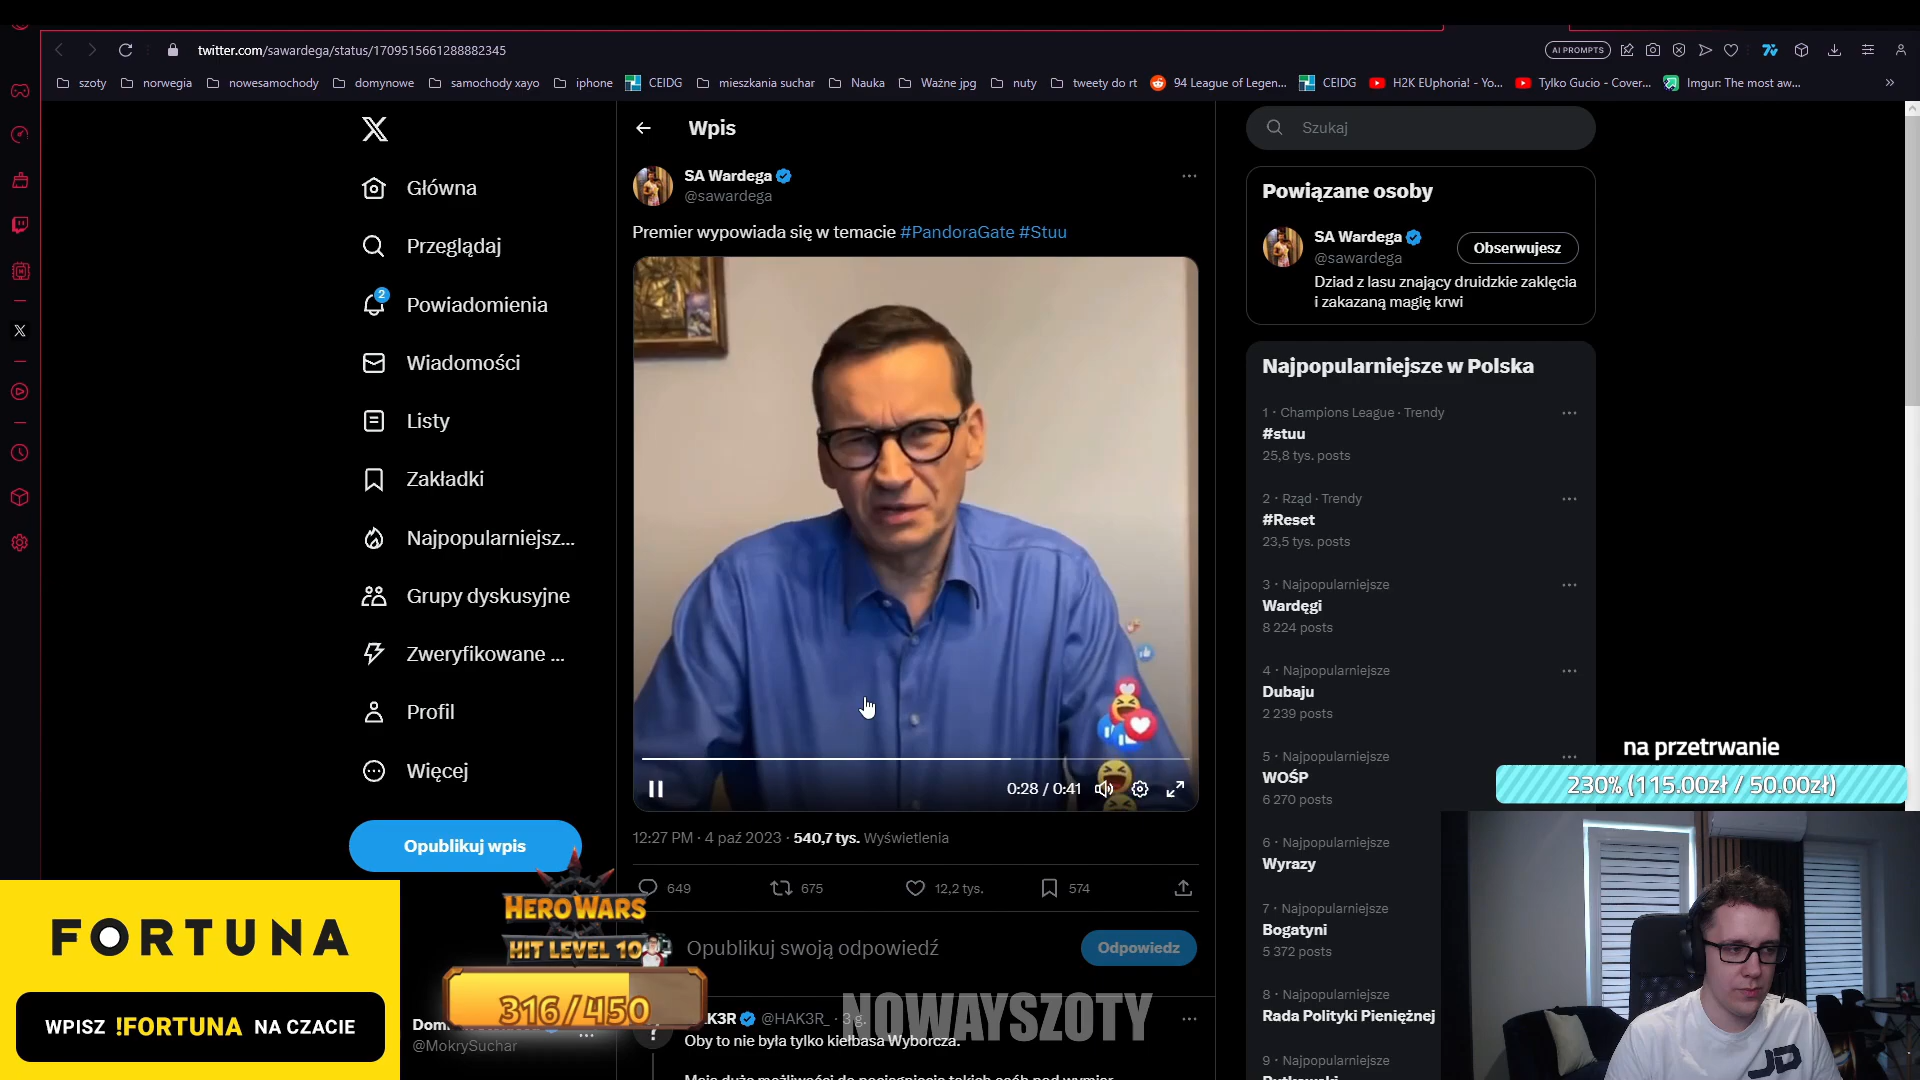 twitter.com/sawardega/status/1709515661288882345
AI PROMPTS
szoty
norwegia
nowesamochody
domynowe
samochody xayo
iphone
CEIDG
mieszkania suchar
Nauka
Ważne jpg
nuty
tweety do rt
94 League of Legen...
CEIDG
H2K EUphoria! - Yo...
Tylko Gucio - Cover...
Imgur: The most aw...
Główna
Przeglądaj
2
Powiadomienia
Wiadomości
Listy
Zakładki
Najpopularniejsz...
Grupy dyskusyjne
Zweryfikowane ...
Profil
Więcej
Opublikuj wpis
Wpis
SA Wardega
@sawardega
Premier wypowiada się w temacie #PandoraGate #Stuu
0:28 / 0:41
12:27 PM · 4 paź 2023 · 540,7 tys. Wyświetlenia
649
675
12,2 tys.
574
Opublikuj swoją odpowiedź
Odpowiedz
@HAK3R_ · 3 g.
Oby to nie była tylko kiełbasa Wyborcza.
Szukaj
Powiązane osoby
SA Wardega
@sawardega
Obserwujesz
Dziad z lasu znający druidzkie zaklęcia
i zakazaną magię krwi
Najpopularniejsze w Polska
1 · Champions League · Trendy
#stuu
25,8 tys. posts
2 · Rząd · Trendy
#Reset
23,5 tys. posts
3 · Najpopularniejsze
Wardęgi
8 224 posts
4 · Najpopularniejsze
Dubaju
2 239 posts
5 · Najpopularniejsze
WOŚP
6 270 posts
6 · Najpopularniejsze
Wyrazy
7 · Najpopularniejsze
Bogatyni
5 372 posts
8 · Najpopularniejsze
Rada Polityki Pieniężnej
9 · Najpopularniejsze
na przetrwanie
230% (115.00zł / 50.00zł)
FORTUNA
WPISZ !FORTUNA NA CZACIE
HERO WARS
HIT LEVEL 10
316/450
@MokrySuchar
NOWAYSZOTY
JD